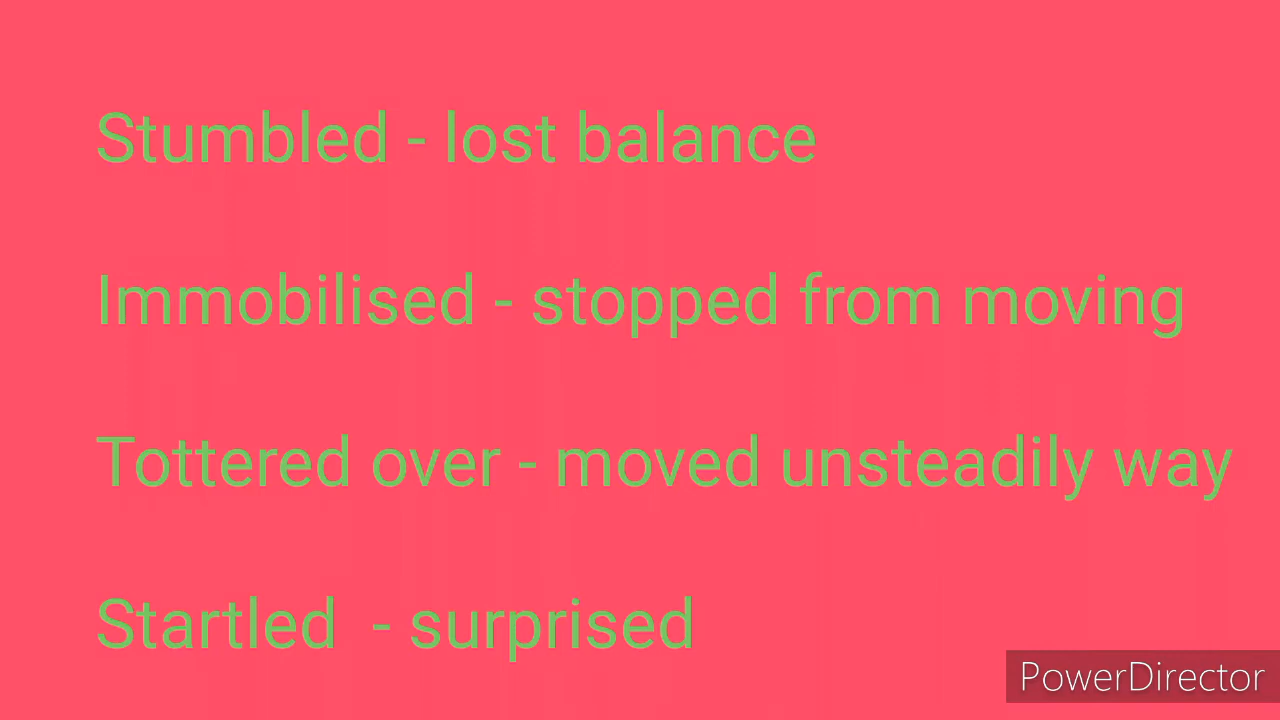 Stumbled - lost balance
Immobilised - stopped from moving
Tottered over - moved unsteadily way
Startled - surprised
PowerDirector